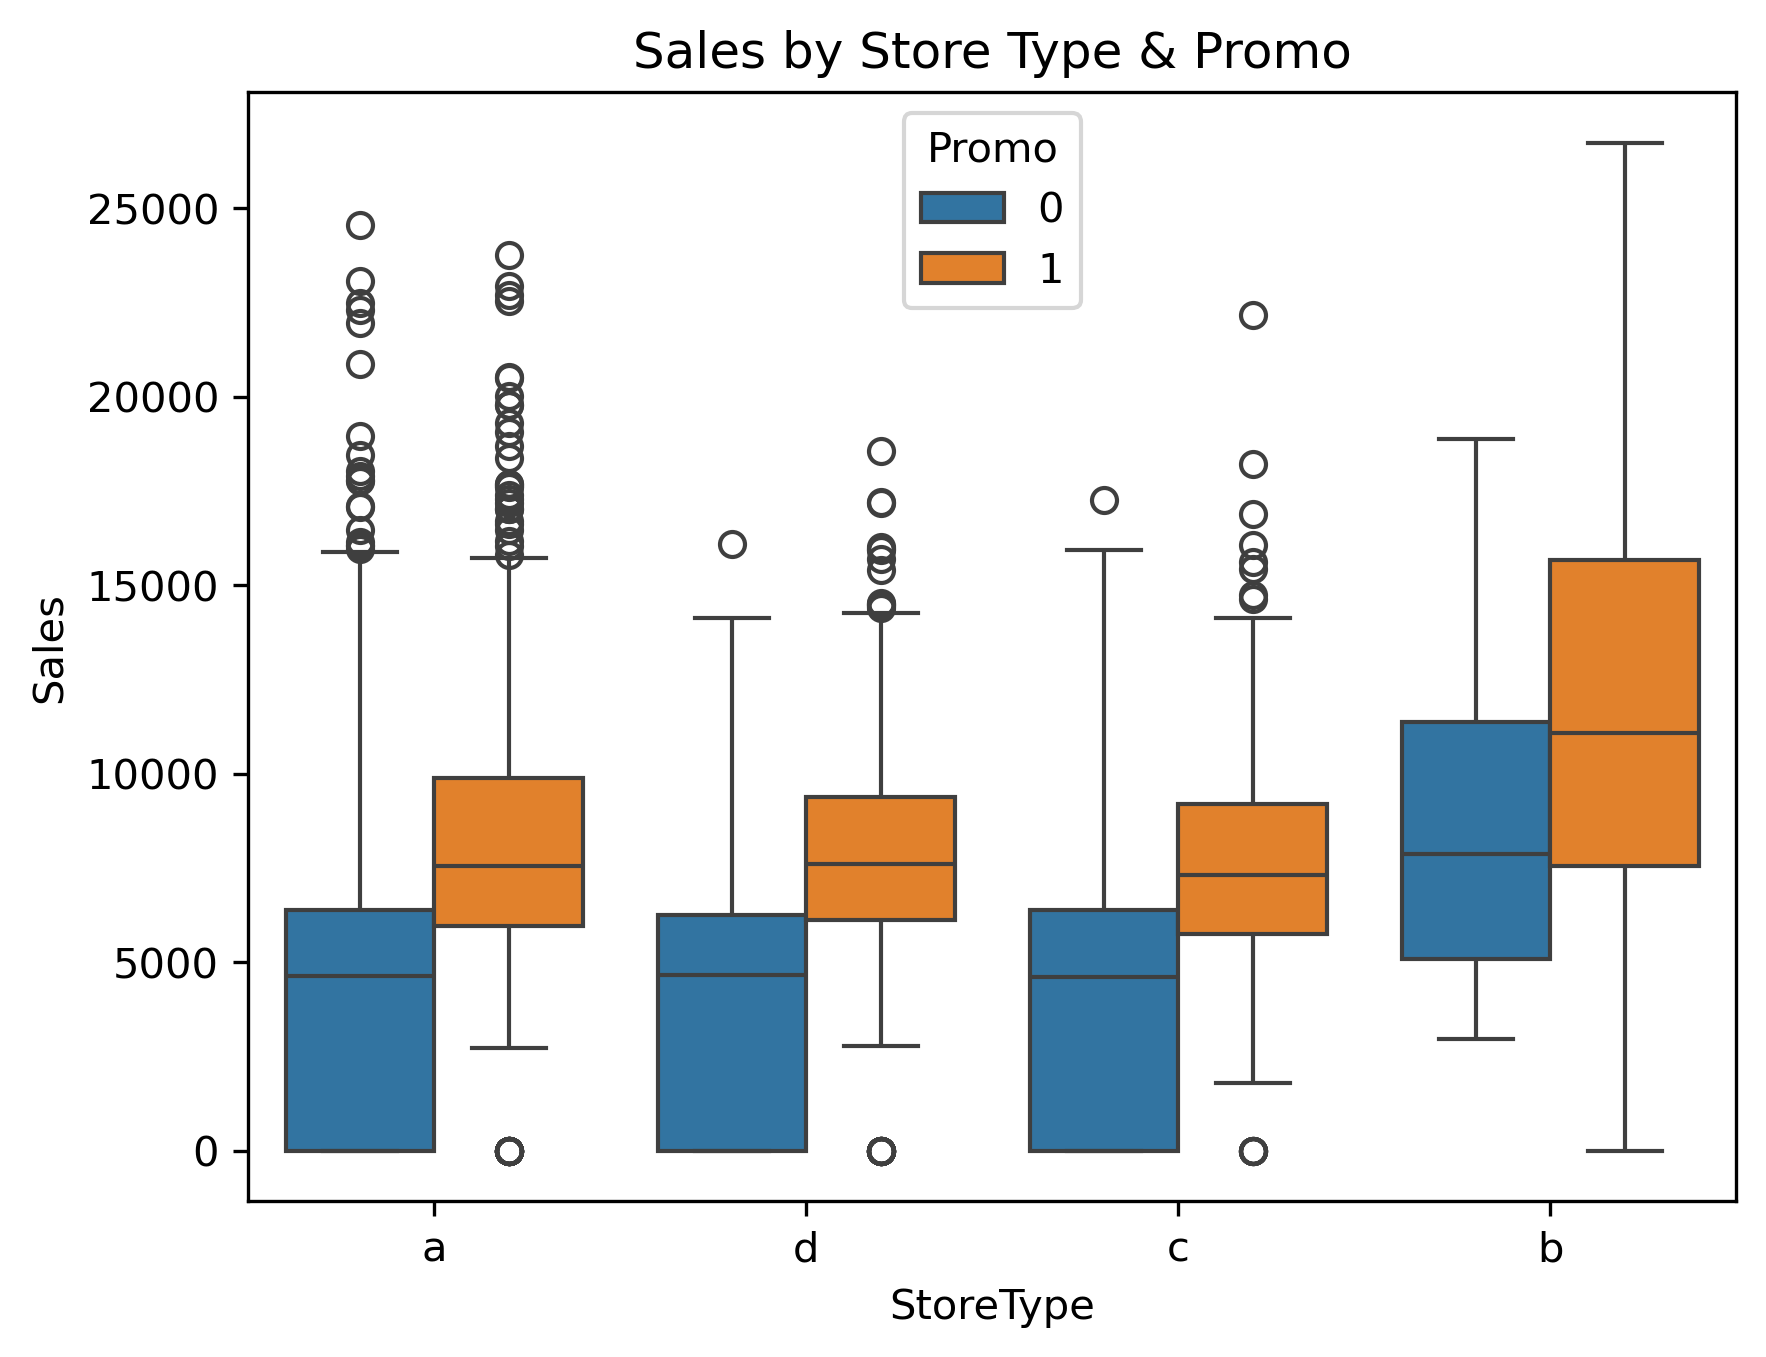 Sales by Store Type & Promo
Promo
0
1
Sales
25000
20000
15000
10000
5000
0
a d c b
StoreType